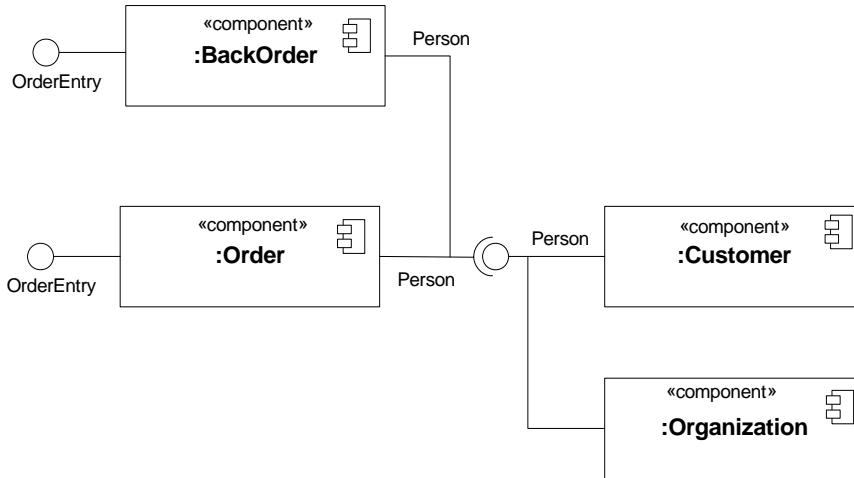 «component»
:BackOrder
Person
OrderEntry
«component»
:Order
Person
OrderEntry
Person
«component»
:Customer
«component»
:Organization